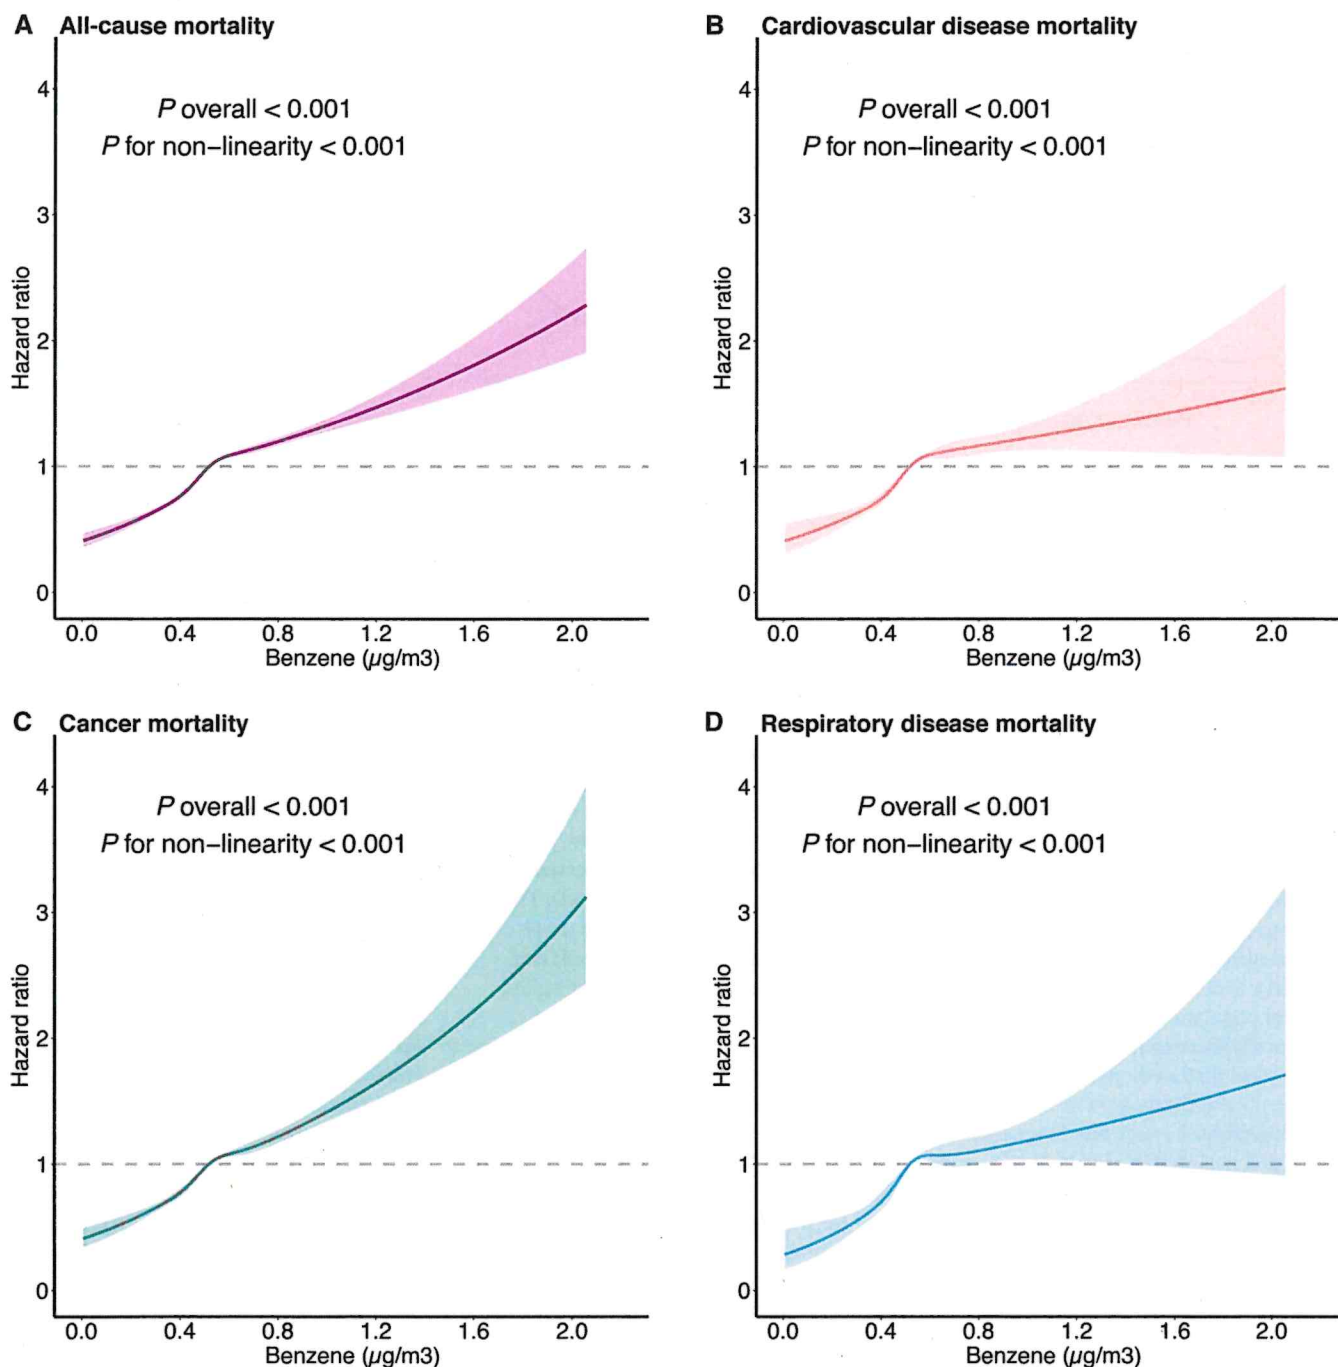 A All-cause mortality
P overall < 0.001
P for non−linearity < 0.001
4
3
2
1
0
Hazard ratio
0.0 0.4 0.8 1.2 1.6 2.0
Benzene (µg/m3)
B Cardiovascular disease mortality
P overall < 0.001
P for non−linearity < 0.001
4
3
2
1
0
Hazard ratio
0.0 0.4 0.8 1.2 1.6 2.0
Benzene (µg/m3)
C Cancer mortality
P overall < 0.001
P for non−linearity < 0.001
4
3
2
1
0
Hazard ratio
0.0 0.4 0.8 1.2 1.6 2.0
Benzene (µg/m3)
D Respiratory disease mortality
P overall < 0.001
P for non−linearity < 0.001
4
3
2
1
0
Hazard ratio
0.0 0.4 0.8 1.2 1.6 2.0
Benzene (µg/m3)